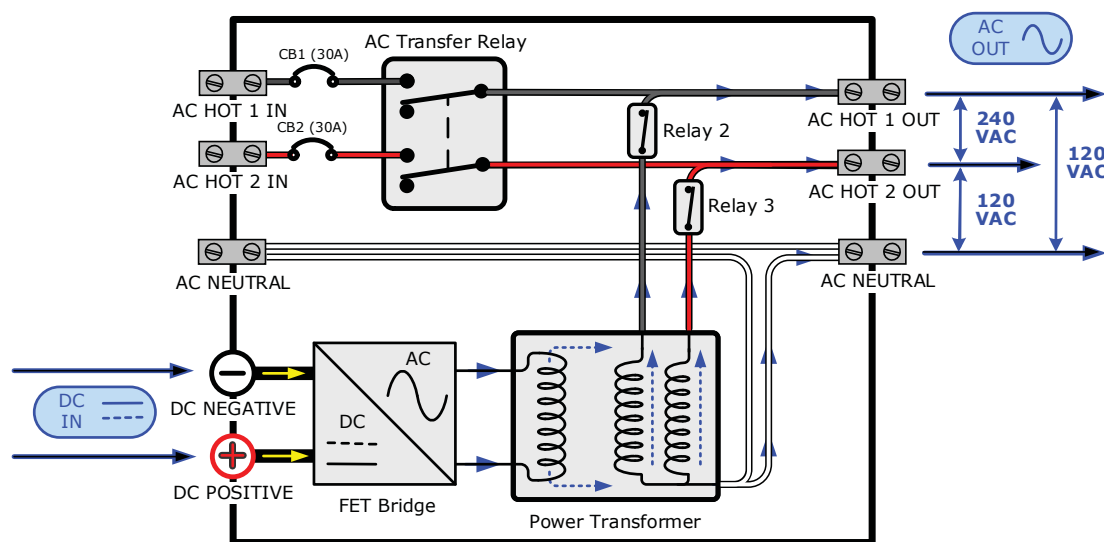 AC Transfer Relay
AC
OUT
CB1 (30A)
AC HOT 1 IN
AC HOT 1 OUT
Relay 2
240
VAC
CB2 (30A)
120
VAC
AC HOT 2 IN
AC HOT 2 OUT
Relay 3
120
VAC
AC NEUTRAL
AC NEUTRAL
AC
DC
IN
DC NEGATIVE
DC
DC POSITIVE
FET Bridge
Power Transformer